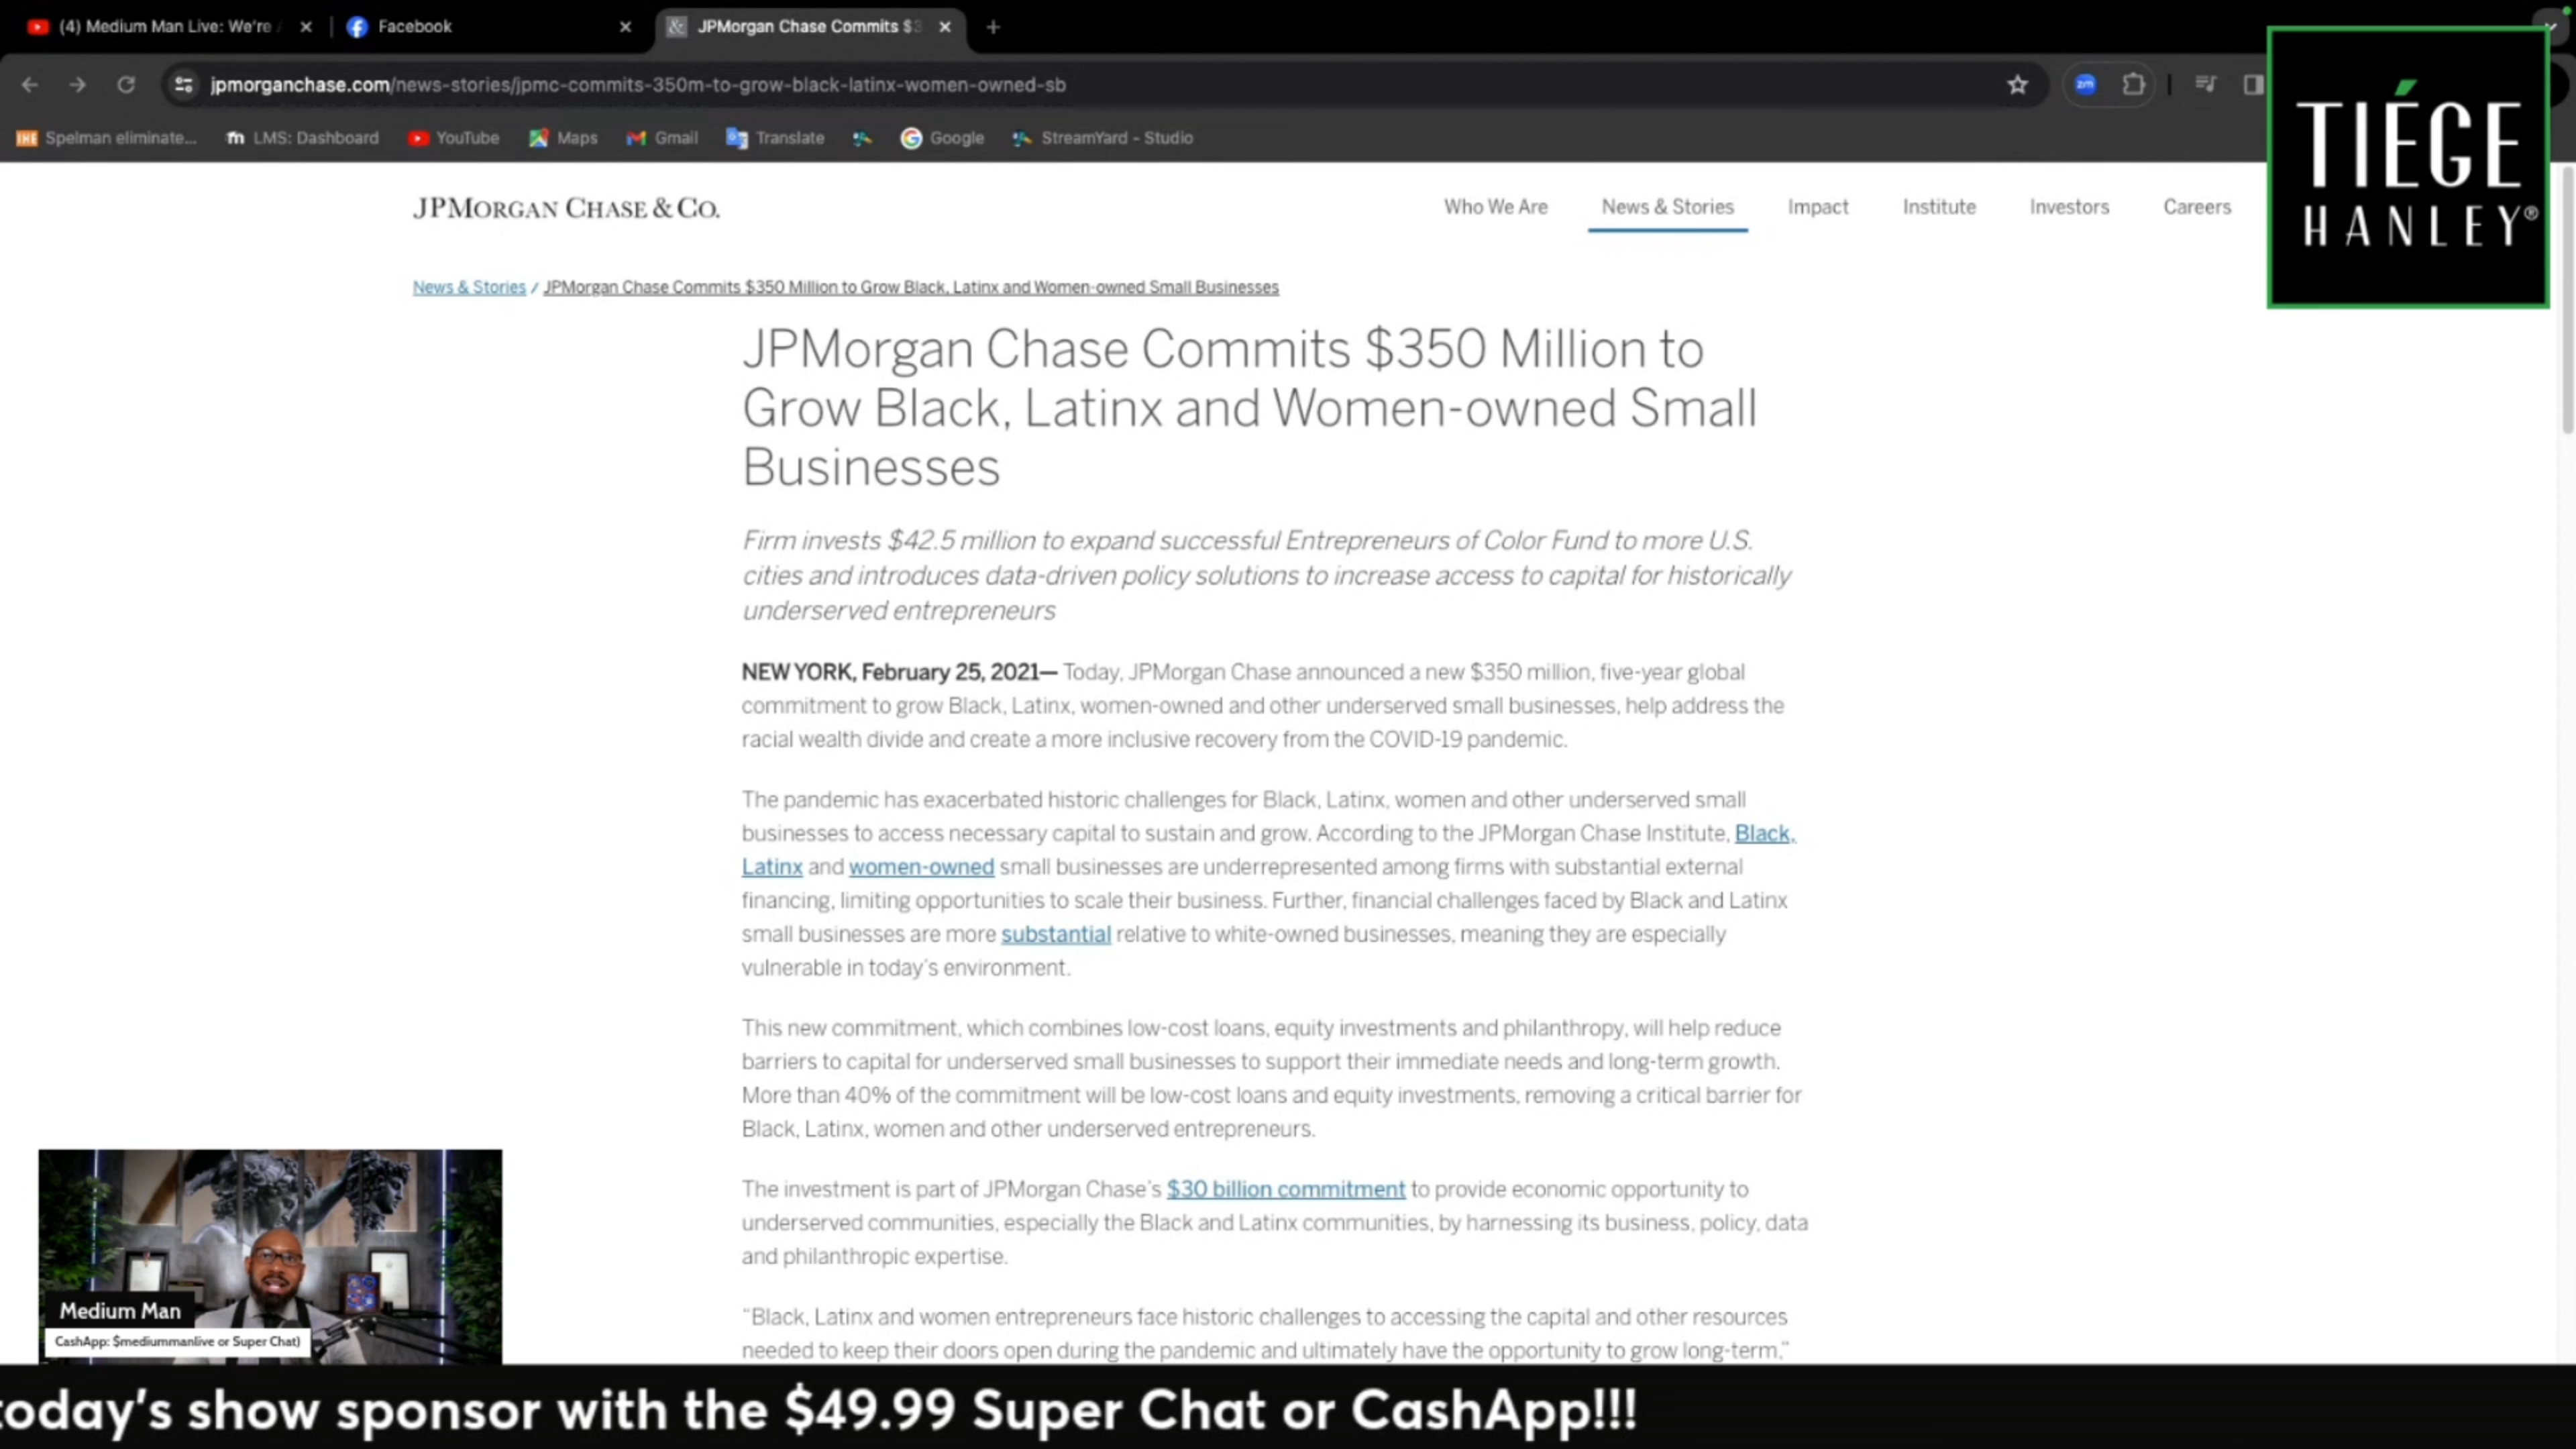 (4) Medium Man Live: We're
Facebook
JPMorgan Chase Commits $3
jpmorganchase.com/news-stories/jpmc-commits-350m-to-grow-black-latinx-women-owned-sb
zm
Spelman eliminate...
LMS: Dashboard
YouTube
Maps
Gmail
Translate
Google
StreamYard - Studio
TIÉGE
HANLEY®
JPMORGAN CHASE & CO.
Who We Are
News & Stories
Impact
Institute
Investors
Careers
News & Stories / JPMorgan Chase Commits $350 Million to Grow Black, Latinx and Women-owned Small Businesses
JPMorgan Chase Commits $350 Million to
Grow Black, Latinx and Women-owned Small
Businesses
Firm invests $42.5 million to expand successful Entrepreneurs of Color Fund to more U.S.
cities and introduces data-driven policy solutions to increase access to capital for historically
underserved entrepreneurs
NEW YORK, February 25, 2021— Today, JPMorgan Chase announced a new $350 million, five-year global
commitment to grow Black, Latinx, women-owned and other underserved small businesses, help address the
racial wealth divide and create a more inclusive recovery from the COVID-19 pandemic.
The pandemic has exacerbated historic challenges for Black, Latinx, women and other underserved small
businesses to access necessary capital to sustain and grow. According to the JPMorgan Chase Institute, Black,
Latinx and women-owned small businesses are underrepresented among firms with substantial external
financing, limiting opportunities to scale their business. Further, financial challenges faced by Black and Latinx
small businesses are more substantial relative to white-owned businesses, meaning they are especially
vulnerable in today's environment.
This new commitment, which combines low-cost loans, equity investments and philanthropy, will help reduce
barriers to capital for underserved small businesses to support their immediate needs and long-term growth.
More than 40% of the commitment will be low-cost loans and equity investments, removing a critical barrier for
Black, Latinx, women and other underserved entrepreneurs.
The investment is part of JPMorgan Chase's $30 billion commitment to provide economic opportunity to
underserved communities, especially the Black and Latinx communities, by harnessing its business, policy, data
and philanthropic expertise.
"Black, Latinx and women entrepreneurs face historic challenges to accessing the capital and other resources
needed to keep their doors open during the pandemic and ultimately have the opportunity to grow long-term,"
Medium Man
CashApp: $mediummanlive or Super Chat)
today's show sponsor with the $49.99 Super Chat or CashApp!!!